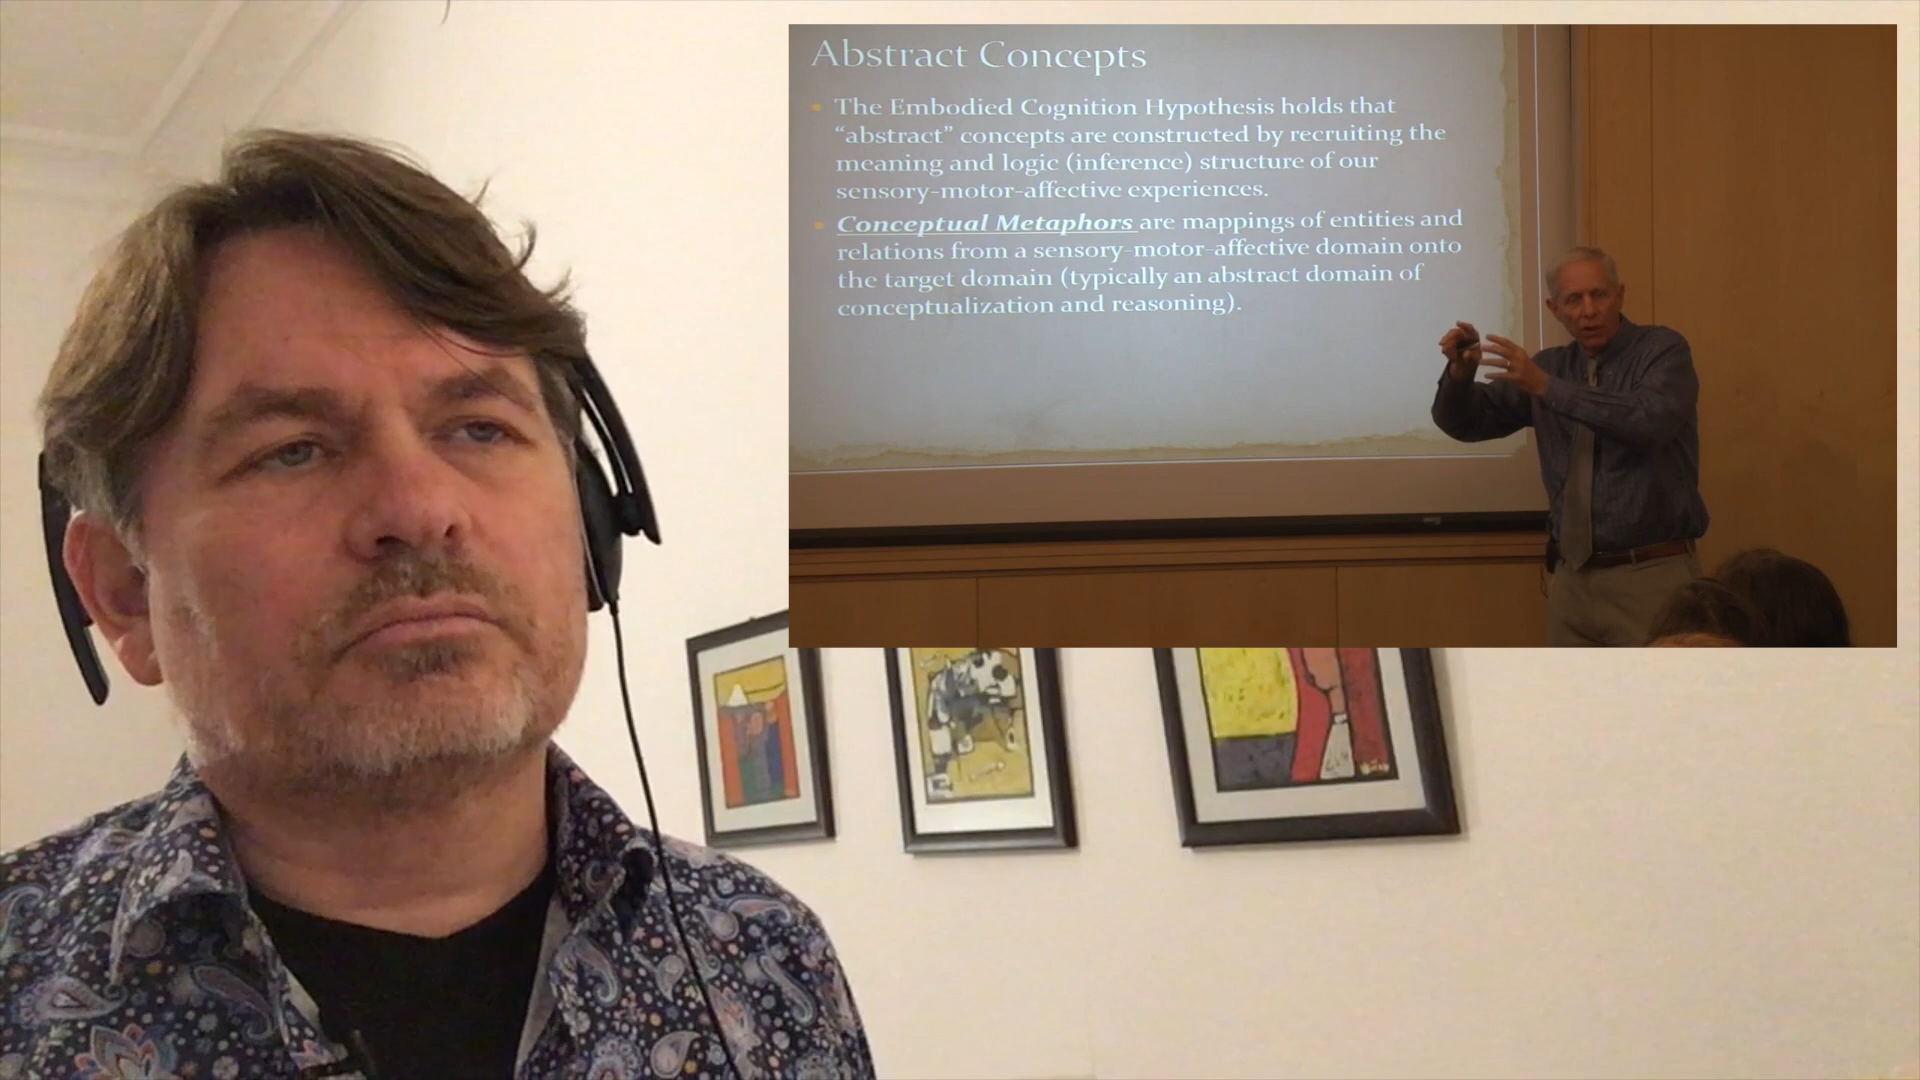 Abstract Concepts
The Embodied Cognition Hypothesis holds that
“abstract” concepts are constructed by recruiting the
meaning and logic (inference) structure of our
sensory-motor-affective experiences.
Conceptual Metaphors are mappings of entities and
relations from a sensory-motor-affective domain onto
the target domain (typically an abstract domain of
conceptualization and reasoning).